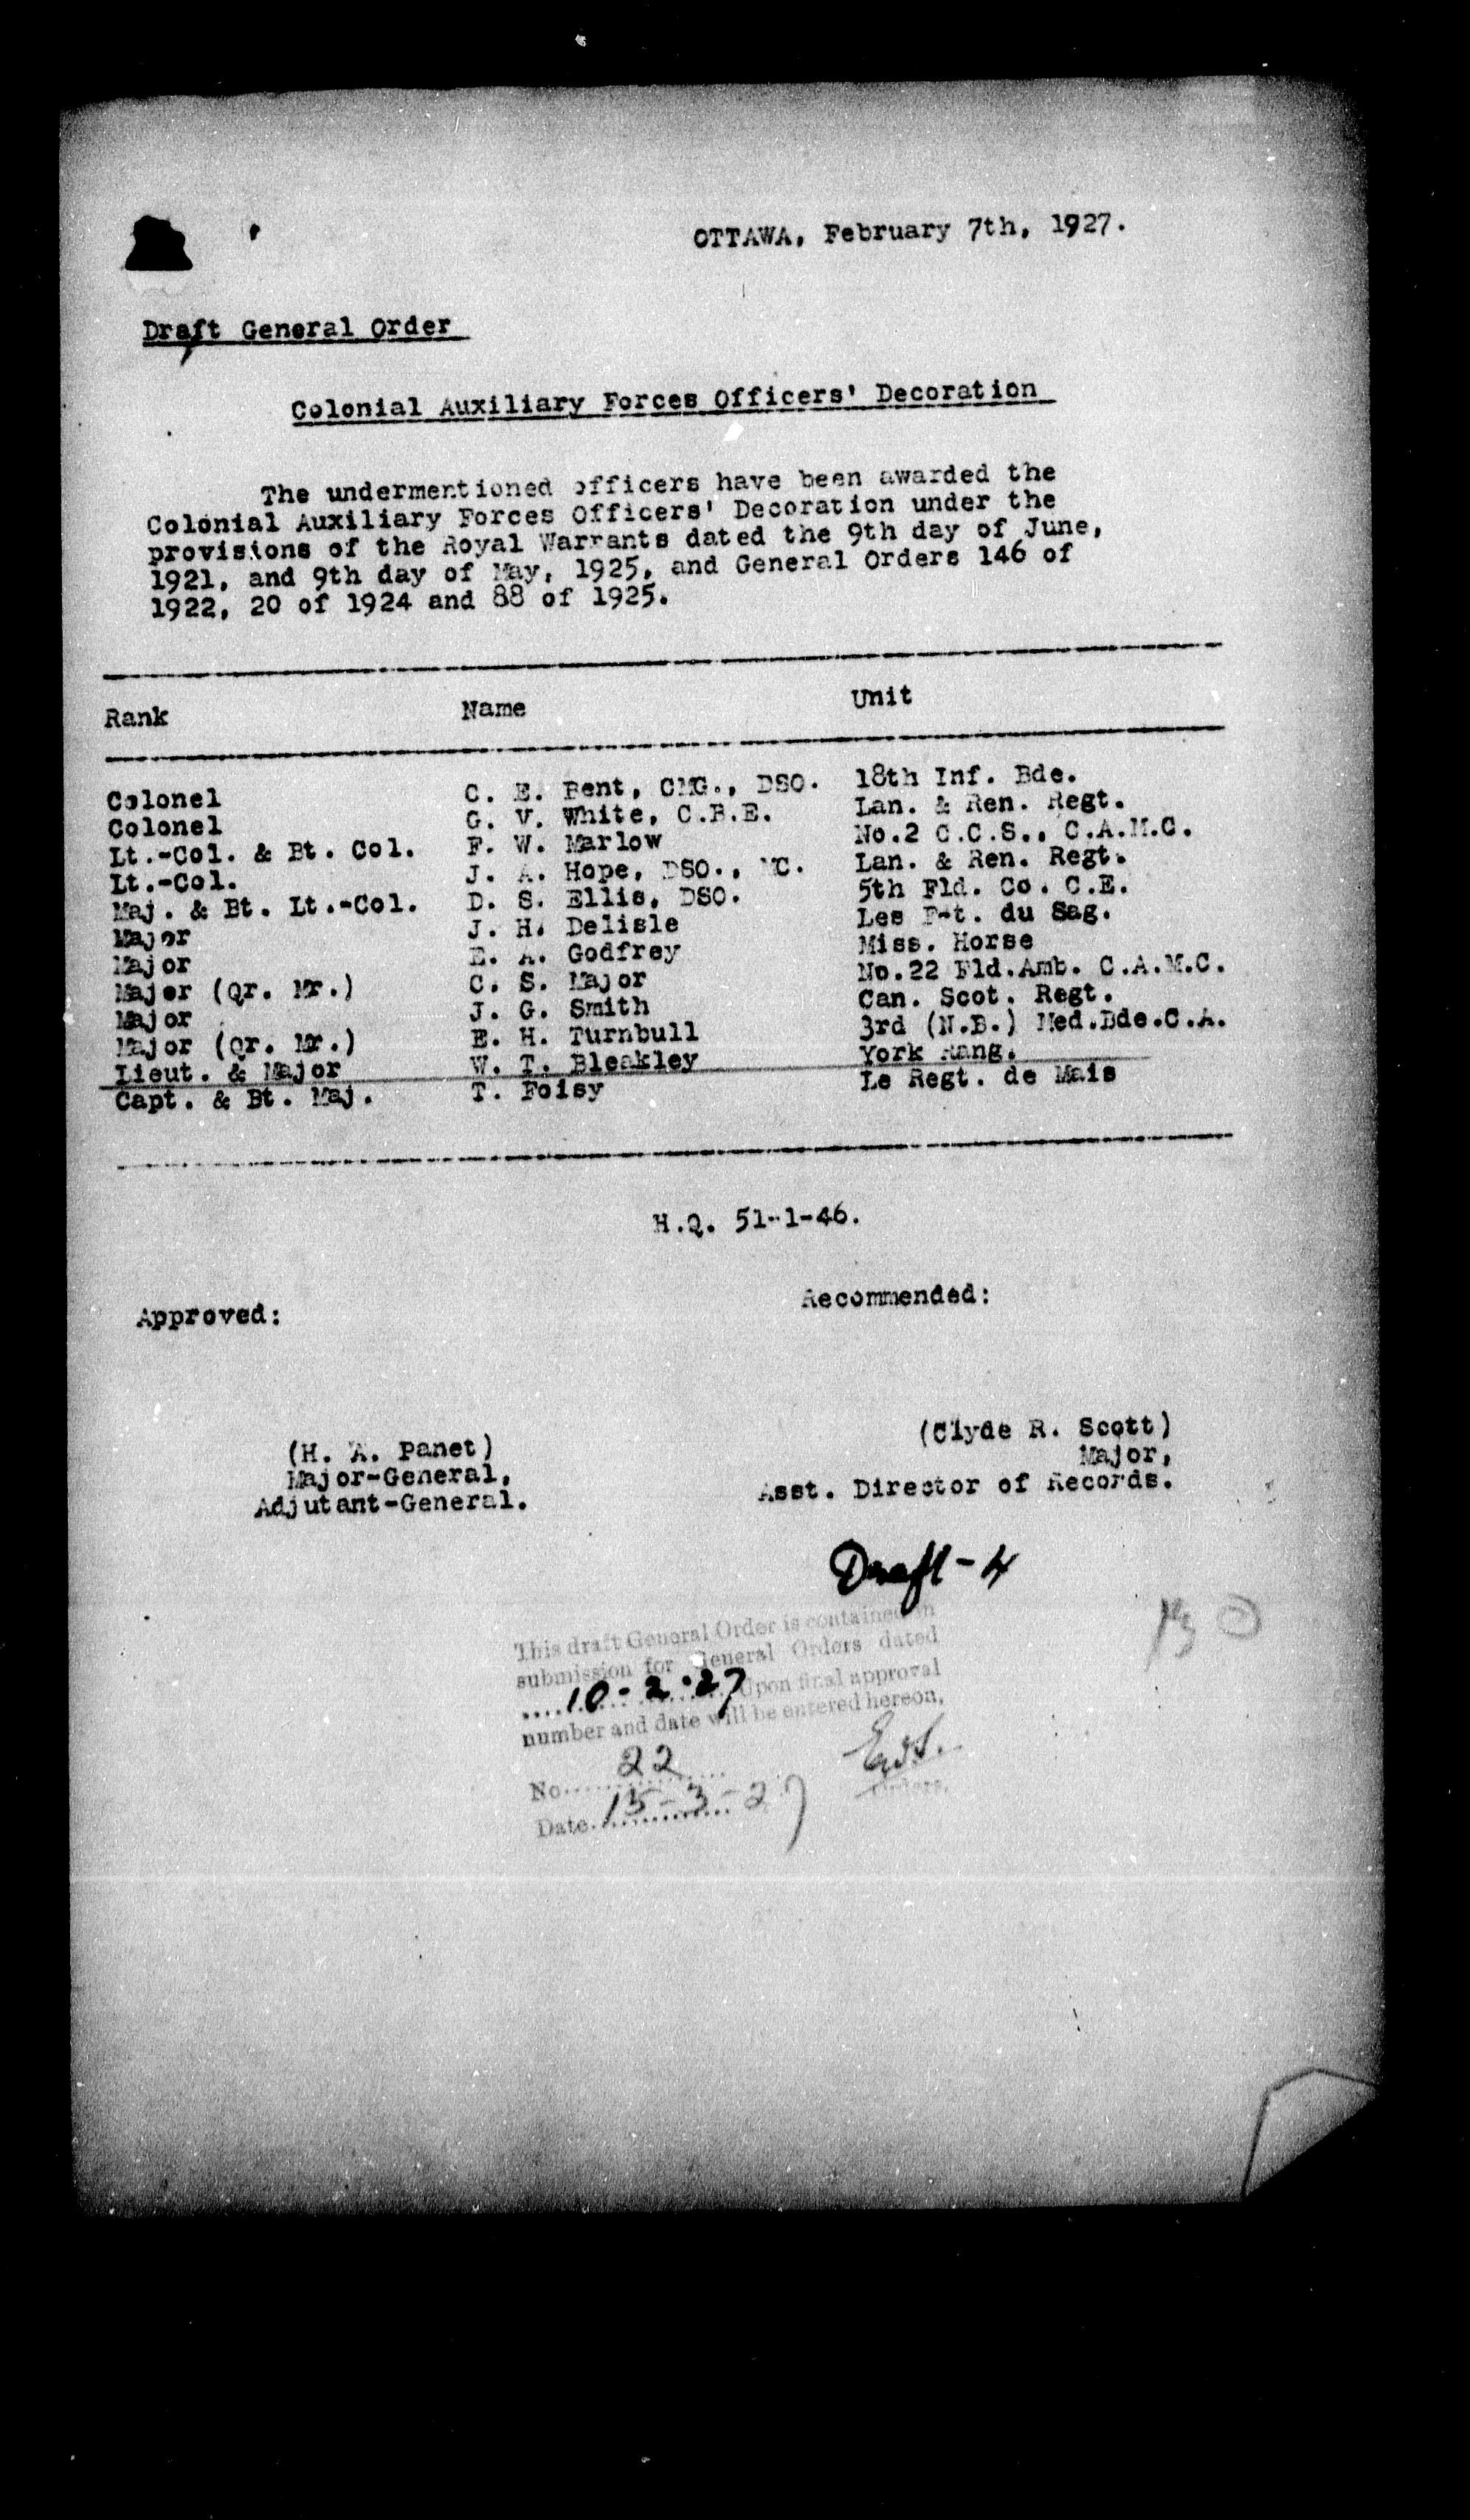 OTTAWA, February 7th, 1927.
Draft General Order
Colonial Auxiliary Forces Officers' Decoration
The undermentioned officers have been awarded the
Colonial Auxiliary Forces Officers' Decoration under the
provisions of the Royal Warrants dated the 9th day of June,
1921, and 9th day of May, 1925, and General Orders 146 of
1922, 20 of 1924 and 88 of 1925.
Rank Name Unit
Colonel C. E. Bent, CMG., DSO. 18th Inf. Bde.
Colonel G. V. White, C.B.E. Lan. & Ren. Regt.
Lt.-Col. & Bt. Col. F. W. Marlow No.2 C.C.S., C.A.M.C.
Lt.-Col. J. A. Hope, DSO., MC. Lan. & Ren. Regt.
Maj. & Bt. Lt.-Col. D. S. Ellis, DSO. 5th Fld. Co. C.E.
Major J. H. Delisle Les F-t. du Sag.
Major E. A. Godfrey Miss. Horse
Major (Qr. Mr.) C. S. Major No.22 Fld.Amb. C.A.M.C.
Major J. G. Smith Can. Scot. Regt.
Major (Qr. Mr.) E. H. Turnbull 3rd (N.B.) Med.Bde.C.A.
Lieut. & Major W. T. Bleakley York Rang.
Capt. & Bt. Maj. T. Foisy Le Regt. de Mais
H.Q. 51-1-46.
Approved: Recommended:
(H. A. Panet) (Clyde R. Scott)
Major-General, Major,
Adjutant-General. Asst. Director of Records.
Draft-4
This draft General Order is contained in
submission for General Orders dated
10-2-27 Upon final approval
number and date will be entered hereon.
No. 22
Date. 15-3-27
Orders.